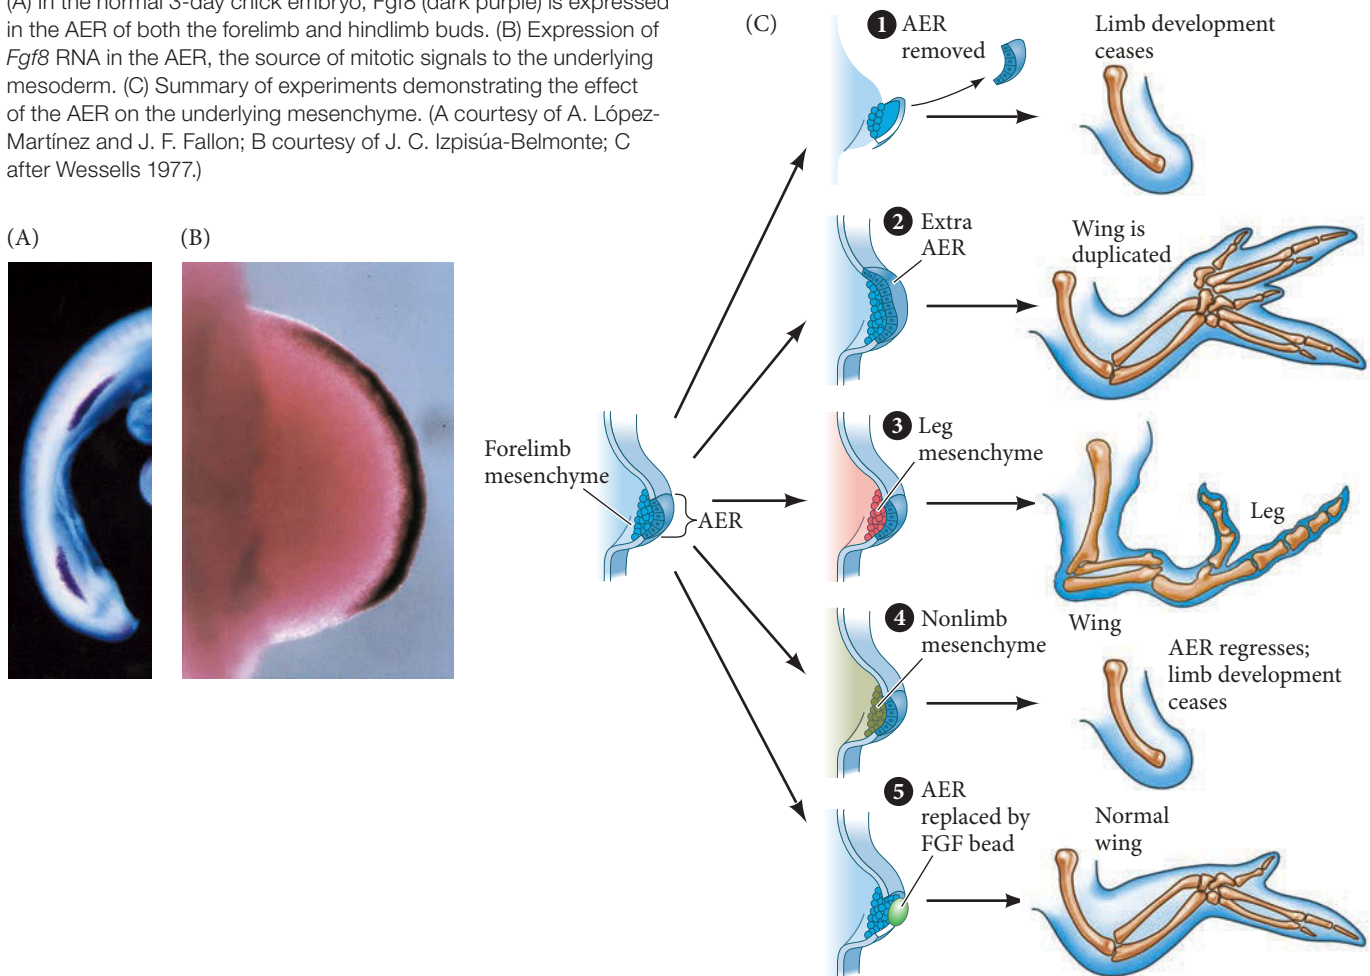 (A) In the normal 3-day chick embryo, Fgf8 (dark purple) is expressed
in the AER of both the forelimb and hindlimb buds. (B) Expression of
Fgf8 RNA in the AER, the source of mitotic signals to the underlying
mesoderm. (C) Summary of experiments demonstrating the effect
of the AER on the underlying mesenchyme. (A courtesy of A. López-
Martínez and J. F. Fallon; B courtesy of J. C. Izpisúa-Belmonte; C
after Wessells 1977.)
(A)
(B)
(C)
Forelimb
mesenchyme
AER
1 AER
removed
Limb development
ceases
2 Extra
AER
Wing is
duplicated
3 Leg
mesenchyme
Leg
Wing
4 Nonlimb
mesenchyme
AER regresses;
limb development
ceases
5 AER
replaced by
FGF bead
Normal
wing